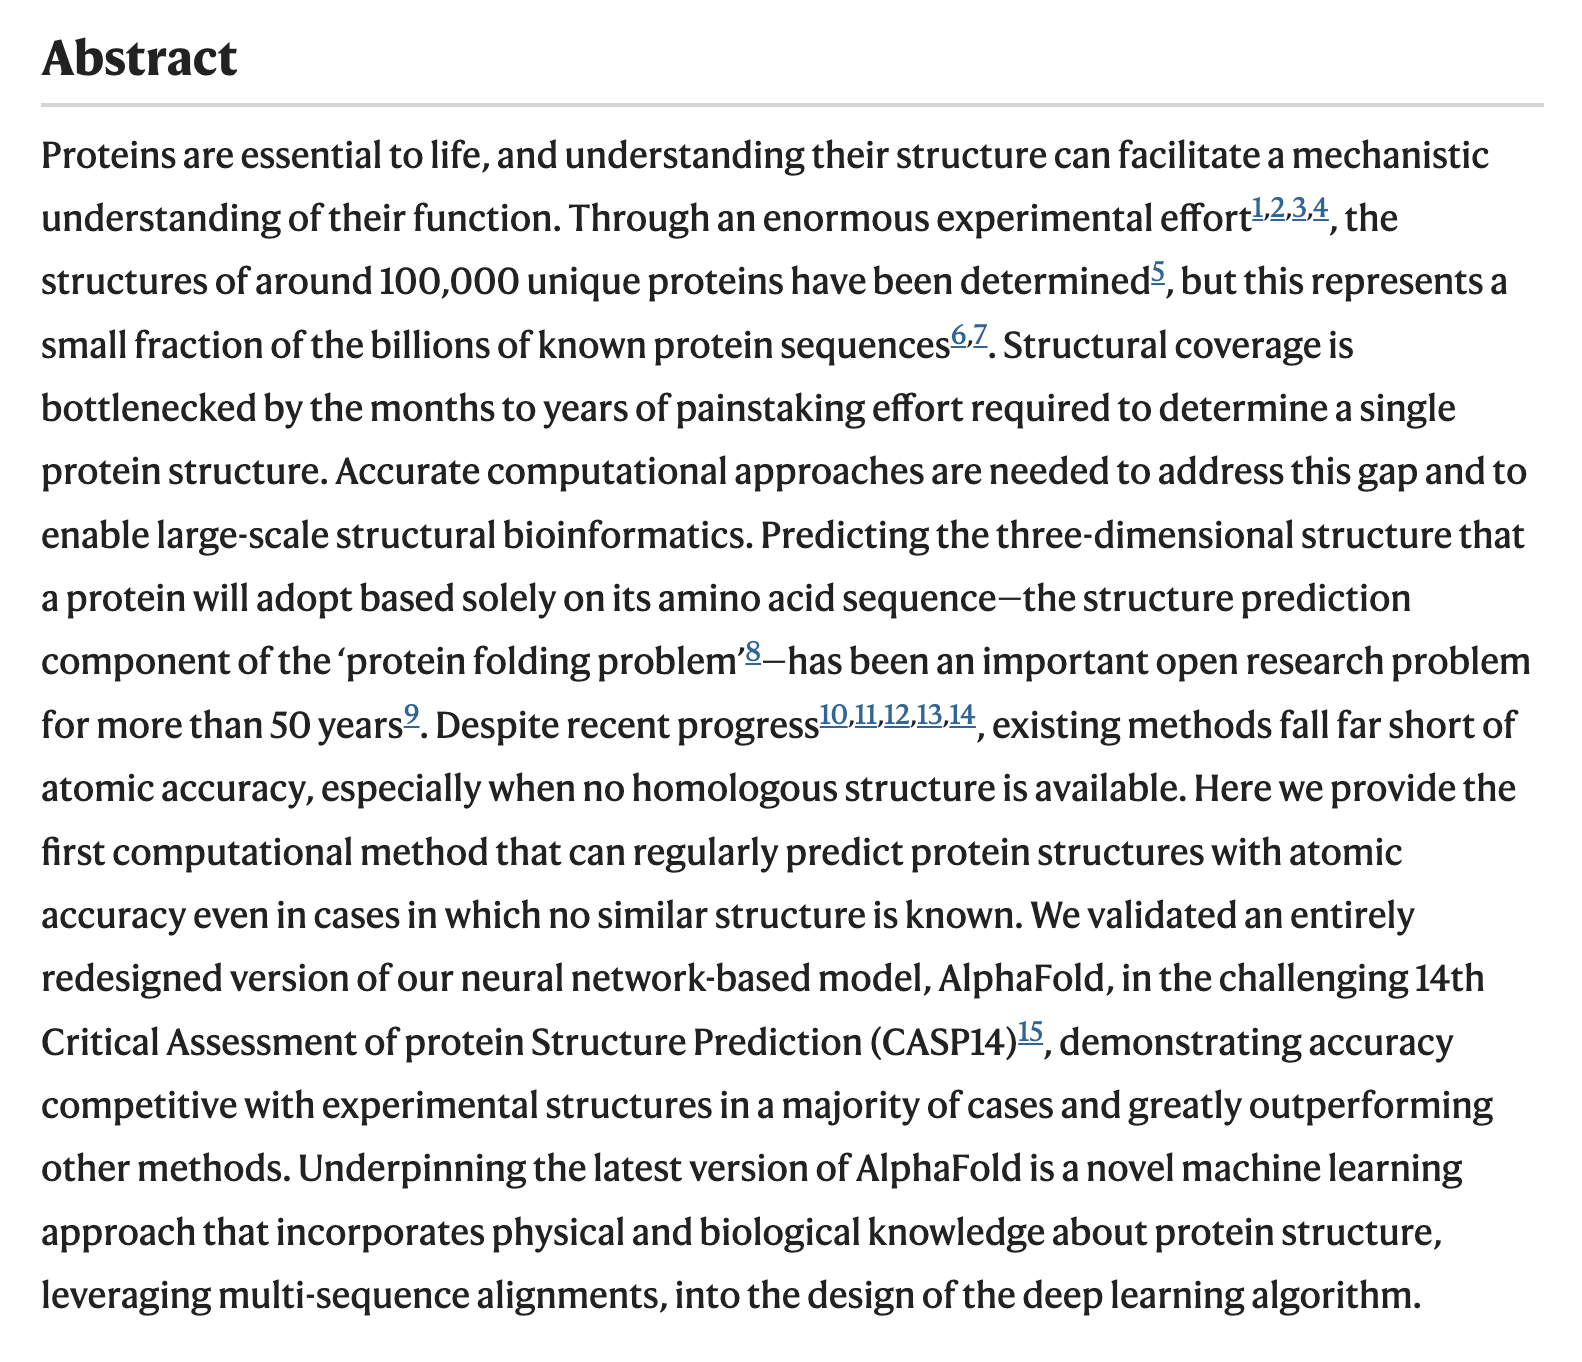 Abstract
Proteins are essential to life, and understanding their structure can facilitate a mechanistic
understanding of their function. Through an enormous experimental effort1,2,3,4, the
structures of around 100,000 unique proteins have been determined5, but this represents a
small fraction of the billions of known protein sequences6,7. Structural coverage is
bottlenecked by the months to years of painstaking effort required to determine a single
protein structure. Accurate computational approaches are needed to address this gap and to
enable large-scale structural bioinformatics. Predicting the three-dimensional structure that
a protein will adopt based solely on its amino acid sequence—the structure prediction
component of the ‘protein folding problem’8—has been an important open research problem
for more than 50 years9. Despite recent progress10,11,12,13,14, existing methods fall far short of
atomic accuracy, especially when no homologous structure is available. Here we provide the
first computational method that can regularly predict protein structures with atomic
accuracy even in cases in which no similar structure is known. We validated an entirely
redesigned version of our neural network-based model, AlphaFold, in the challenging 14th
Critical Assessment of protein Structure Prediction (CASP14)15, demonstrating accuracy
competitive with experimental structures in a majority of cases and greatly outperforming
other methods. Underpinning the latest version of AlphaFold is a novel machine learning
approach that incorporates physical and biological knowledge about protein structure,
leveraging multi-sequence alignments, into the design of the deep learning algorithm.